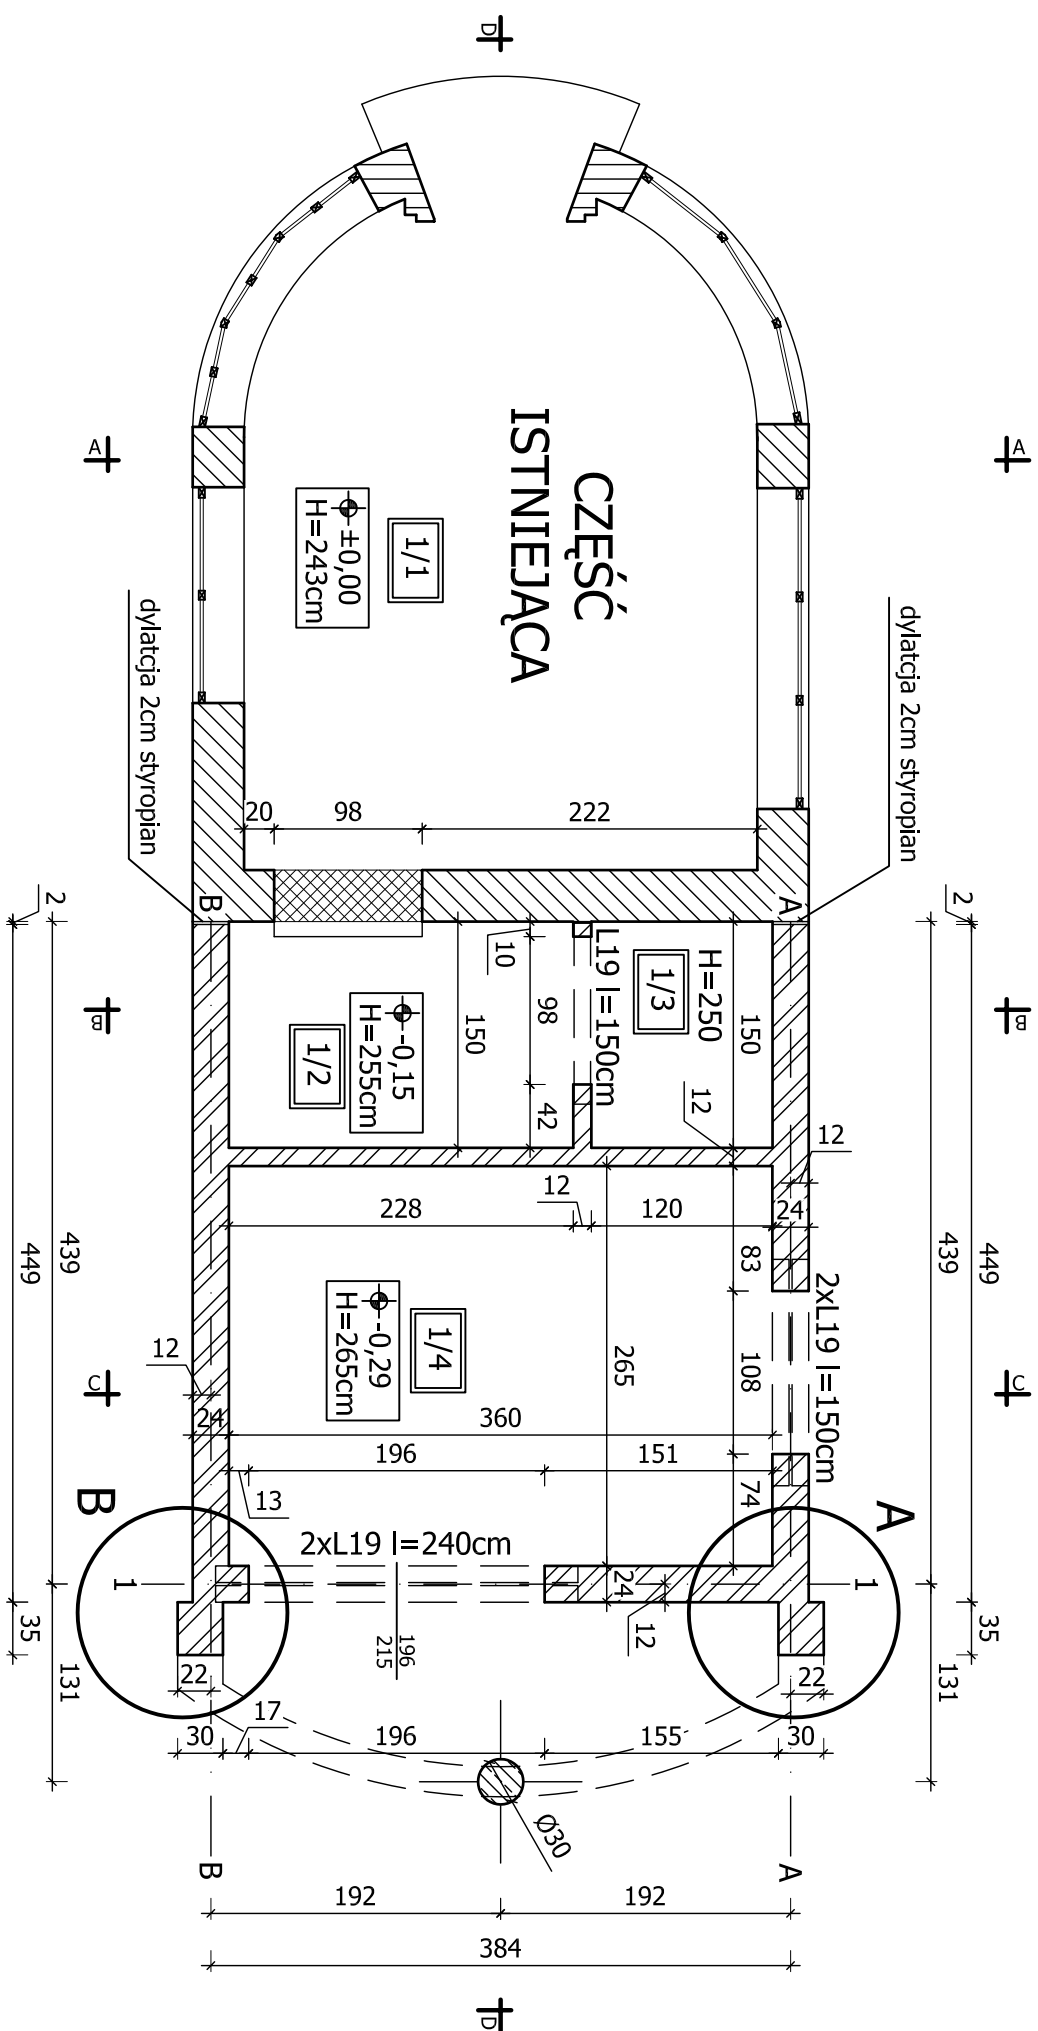 D
A
A
CZĘŚĆ
ISTNIEJĄCA
1/1
±0,00
H=243cm
dylatcja 2cm styropian
dylatcja 2cm styropian
20
98
222
B
A
2
2
L19 l=150cm
1/3
H=250
10
98
42
150
150
-0,15
H=255cm
1/2
B
B
12
12
228
12
120
24
83
439
449
439
449
2xL19 l=150cm
1/4
-0,29
H=265cm
265
108
12
24
C
C
360
196
151
13
74
B
A
2xL19 l=240cm
1
1
24
12
196
215
35
35
131
131
22
22
30
17
196
155
30
Ø30
B
A
192
192
384
D